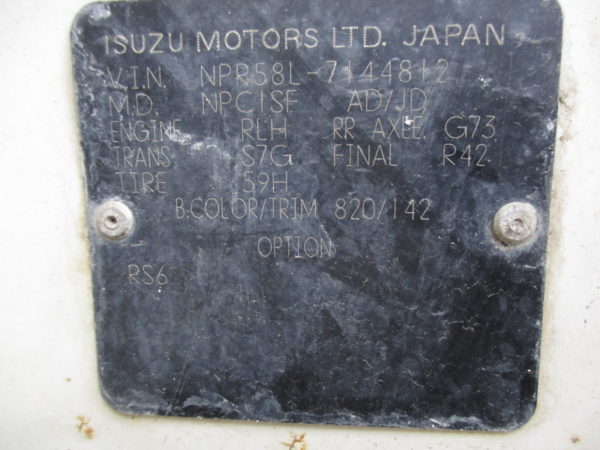 ISUZU MOTORS LTD. JAPAN
V.I.N. NPR58L-7144812
M.D. NPC1SF AD/JD
ENGINE RLH RR AXLE. G73
TRANS S7G FINAL R42
TIRE 59H
B.COLOR/TRIM 820/142
OPTION
RS6